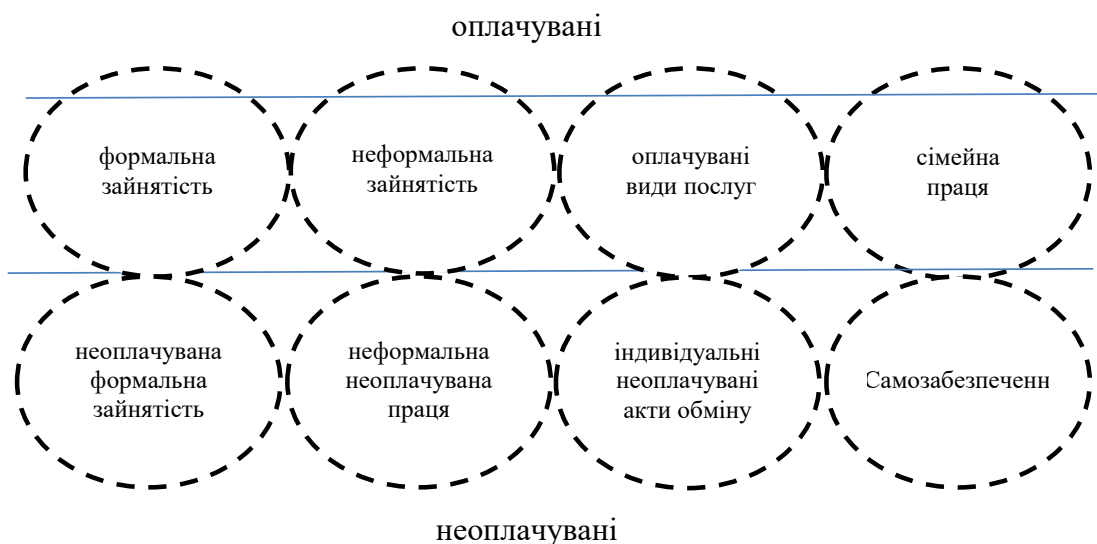 оплачувані
формальна
зайнятість
неформальна
зайнятість
оплачувані
види послуг
сімейна
праця
неоплачувана
формальна
зайнятість
неформальна
неоплачувана
праця
індивідуальні
неоплачувані
акти обміну
Самозабезпеченн
неоплачувані